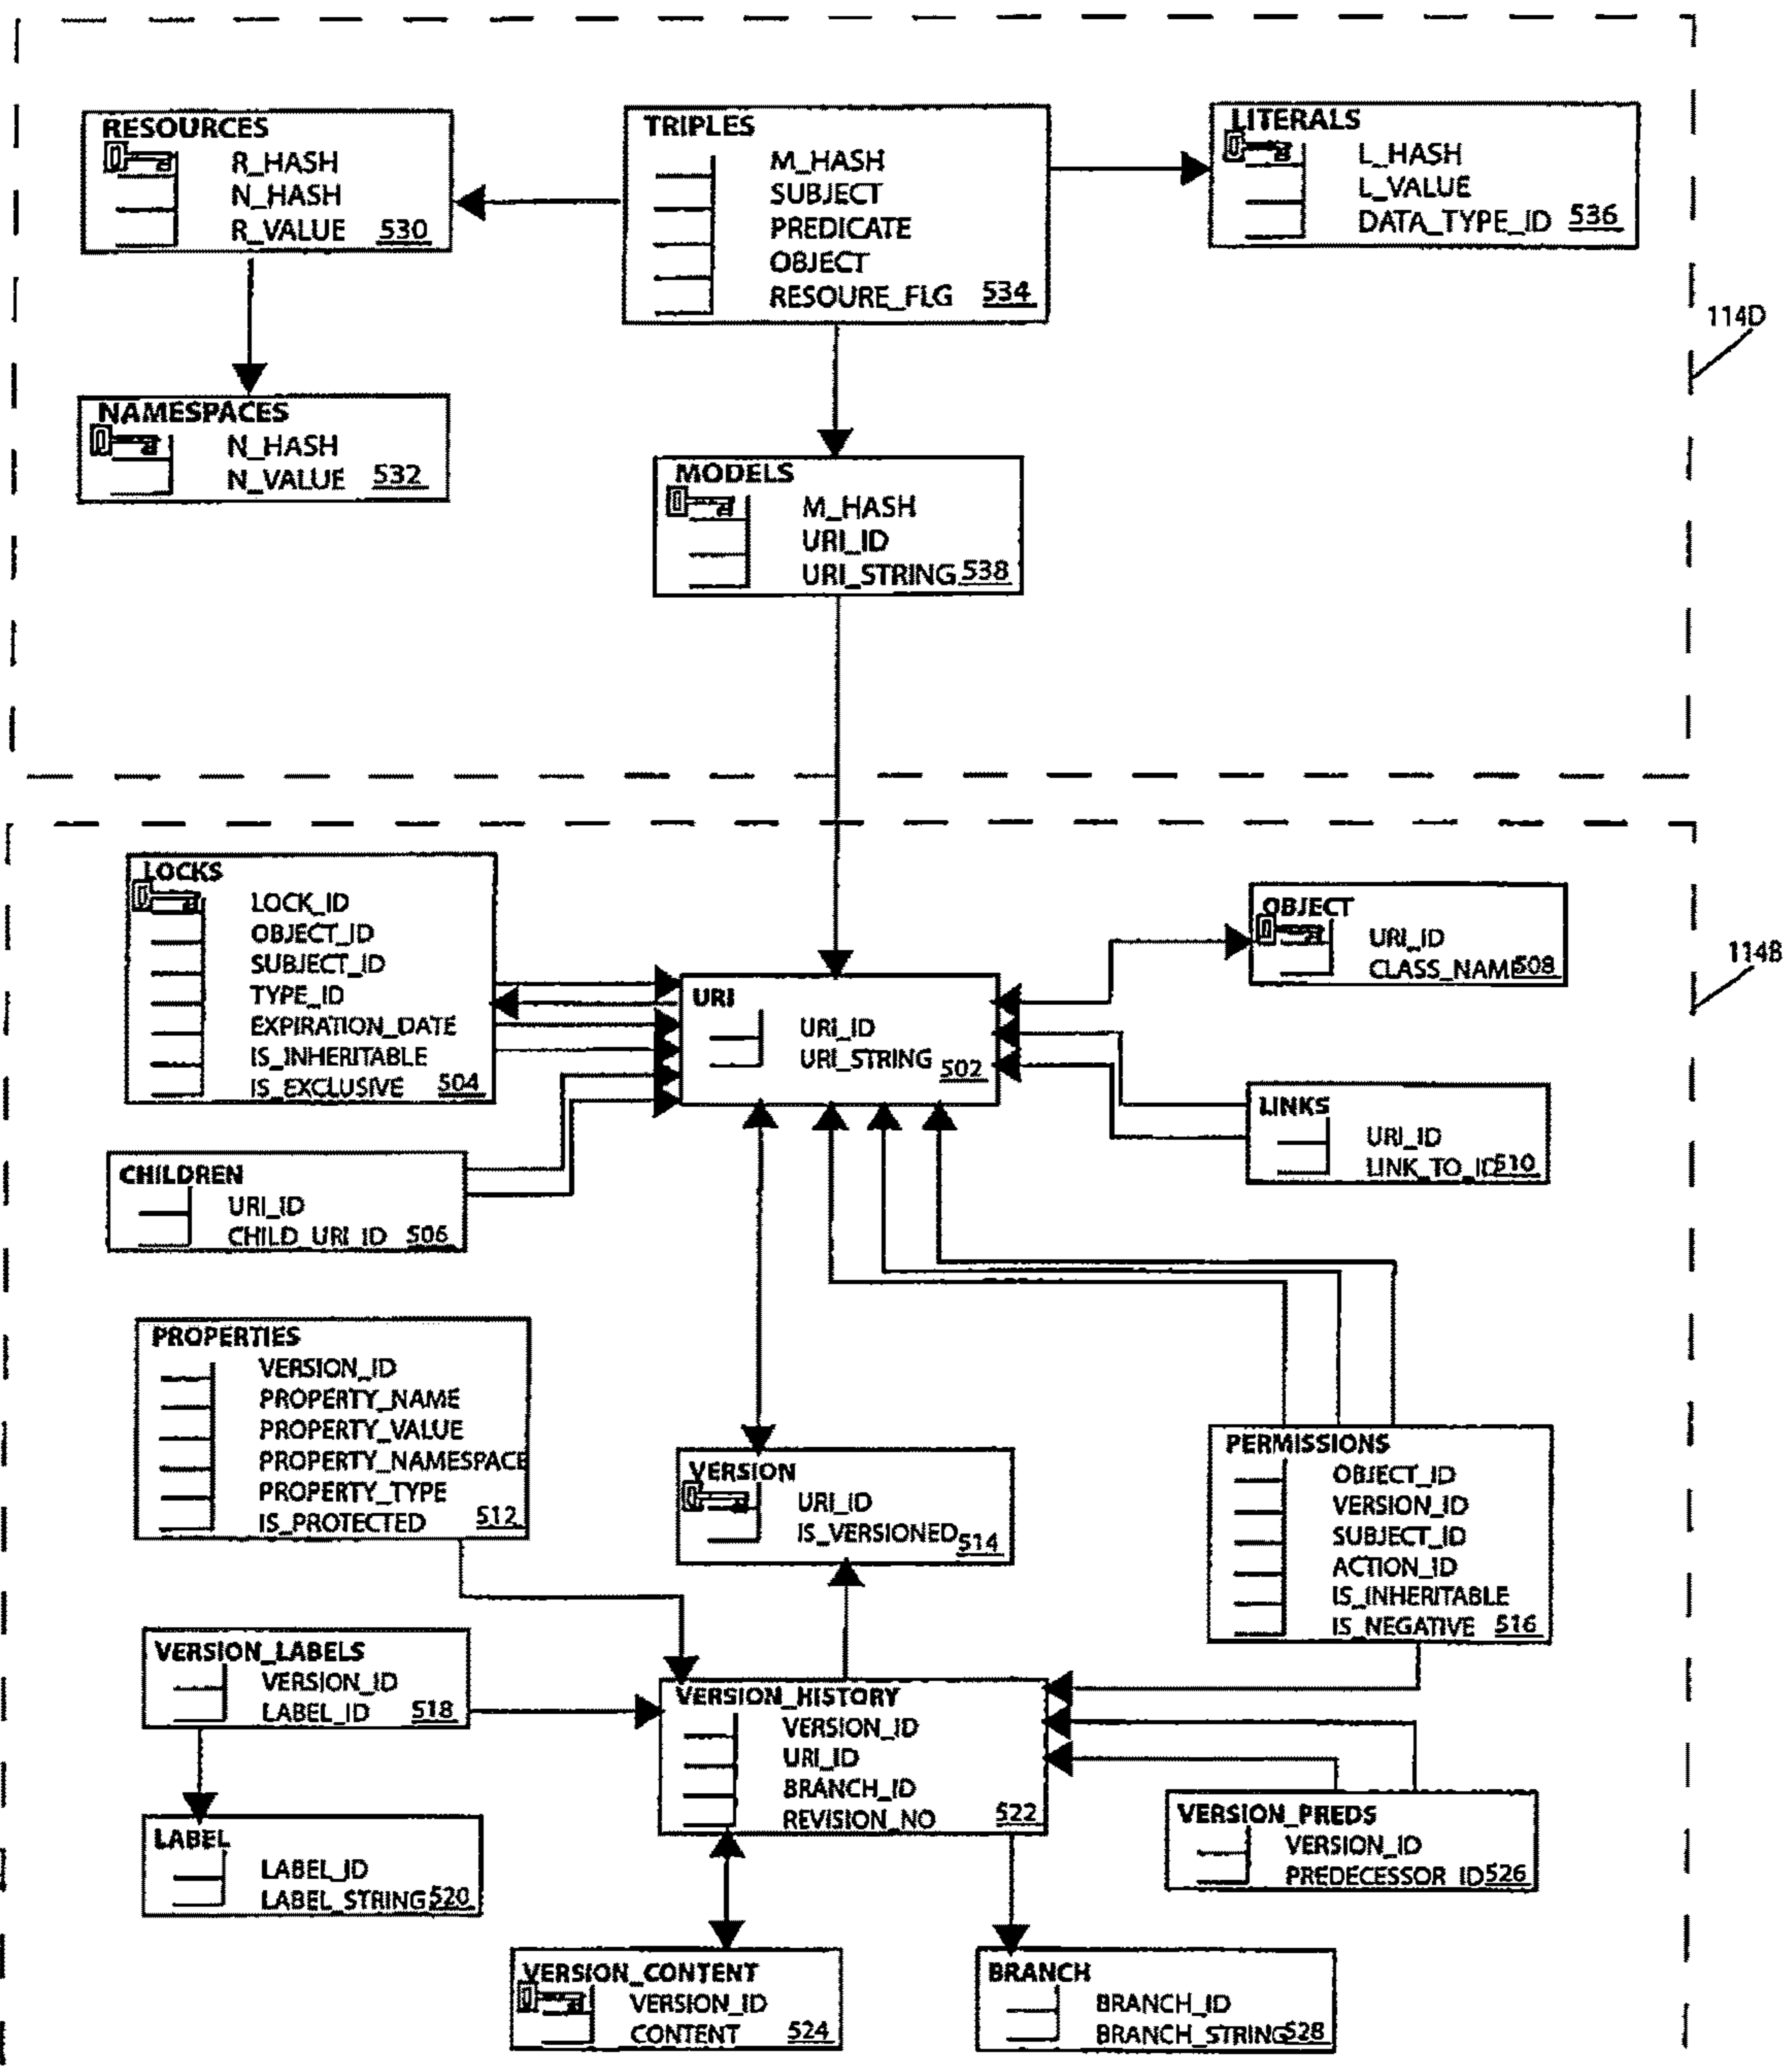 RESOURCES
R_HASH
N_HASH
R_VALUE 530
TRIPLES
M_HASH
SUBJECT
PREDICATE
OBJECT
RESOURE_FLG 534
LITERALS
L_HASH
L_VALUE
DATA_TYPE_ID 536
114D
NAMESPACES
N_HASH
N_VALUE 532
MODELS
M_HASH
URI_ID
URI_STRING 538
LOCKS
LOCK_ID
OBJECT_ID
SUBJECT_ID
TYPE_ID
EXPIRATION_DATE
IS_INHERITABLE
IS_EXCLUSIVE 504
URI
URI_ID
URI_STRING 502
OBJECT
URI_ID
CLASS_NAME 508
114B
LINKS
URI_ID
LINK_TO_ID 510
CHILDREN
URI_ID
CHILD_URI_ID 506
PROPERTIES
VERSION_ID
PROPERTY_NAME
PROPERTY_VALUE
PROPERTY_NAMESPACE
PROPERTY_TYPE
IS_PROTECTED 512
VERSION
URI_ID
IS_VERSIONED 514
PERMISSIONS
OBJECT_ID
VERSION_ID
SUBJECT_ID
ACTION_ID
IS_INHERITABLE
IS_NEGATIVE 516
VERSION_LABELS
VERSION_ID
LABEL_ID 518
VERSION_HISTORY
VERSION_ID
URI_ID
BRANCH_ID
REVISION_NO 522
VERSION_PREDS
VERSION_ID
PREDECESSOR_ID 526
LABEL
LABEL_ID
LABEL_STRING 520
VERSION_CONTENT
VERSION_ID
CONTENT 524
BRANCH
BRANCH_ID
BRANCH_STRING 528